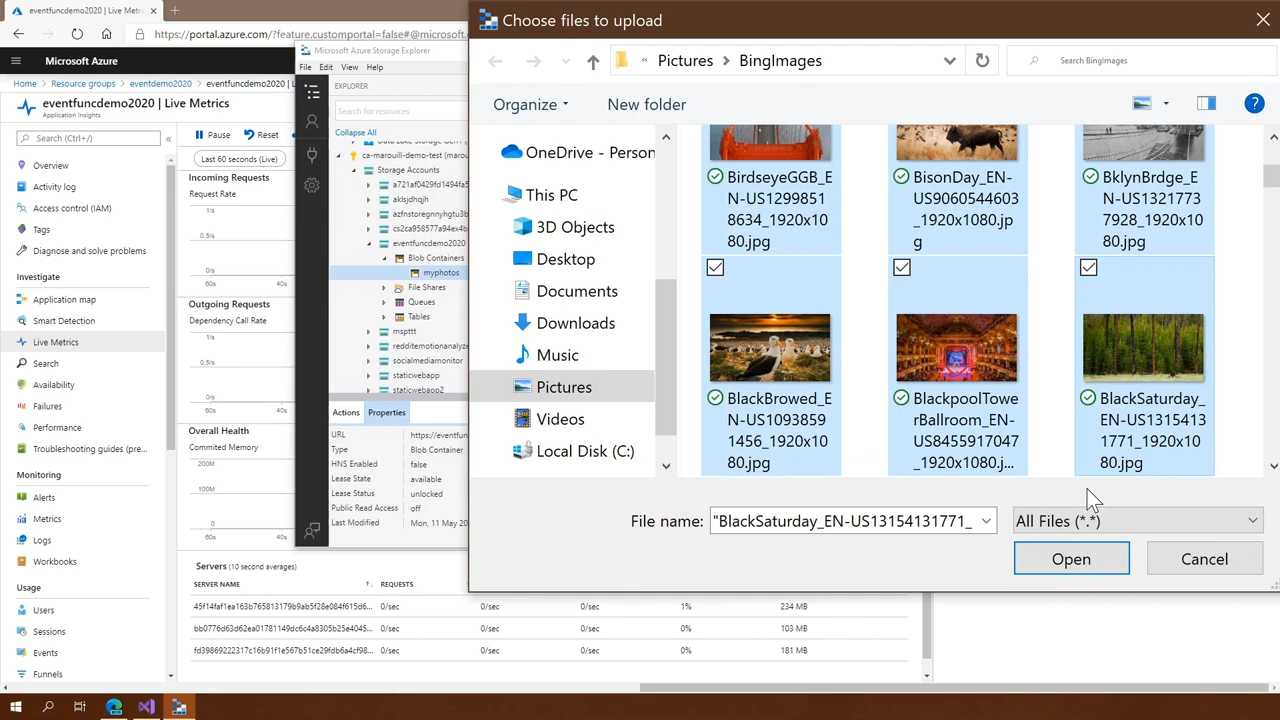 eventfuncdemo2020 | Live Metr
https://portal.azure.com/?feature.customportal=false#@microsoft.o
Microsoft Azure
Home > Resource groups > eventdemo2020 > eventfuncdemo2020 | L
eventfuncdemo2020 | Live Metrics
Application Insights
Search (Ctrl+/)
Overview
Activity log
Access control (IAM)
Tags
Diagnose and solve problems
Investigate
Application map
Smart Detection
Live Metrics
Search
Availability
Failures
Performance
Troubleshooting guides (pre...
Monitoring
Alerts
Metrics
Logs
Workbooks
Usage
Users
Sessions
Events
Funnels
Pause
Reset
Last 60 seconds (Live)
Incoming Requests
Request Rate
1/s
0.5/s
0/s
60s
40s
Outgoing Requests
Dependency Call Rate
1/s
0.5/s
0/s
60s
40s
Overall Health
Commited Memory
200M
100M
0M
60s
40s
Servers (10 second averages)
SERVER NAME
REQUESTS
45f14faf1ea163b765813179b9ab5f28e084f615d6...
0/sec
0/sec
0/sec
1%
234 MB
bb0776d63d62ea01781149dc6c4a8305b25e4045...
0/sec
0/sec
0/sec
0%
103 MB
fd39869222317c16b91f1e567b51ce29fdb6a4cf98...
0/sec
0/sec
0/sec
0%
181 MB
Microsoft Azure Storage Explorer
File Edit View Help
EXPLORER
Search for resources
Collapse All
ca-marouill-demo-test (marou
Storage Accounts
a721af0429fd1494fa5
aklsjdhqjh
azfnstoregnnyhgtu3b
cs2ca958577a94ex4b
eventfuncdemo2020
Blob Containers
myphotos
File Shares
Queues
Tables
mspttt
redditemotionanalyze
socialmediamonitor
staticwebapp
staticwebapp2
Actions
Properties
URL
https://eventfun
Type
Blob Container
HNS Enabled
false
Lease State
available
Lease Status
unlocked
Public Read Access
off
Last Modified
Mon, 11 May 20
Choose files to upload
« Pictures > BingImages
Search BingImages
Organize
New folder
OneDrive - Person
This PC
3D Objects
Desktop
Documents
Downloads
Music
Pictures
Videos
Local Disk (C:)
BirdseyeGGB_E
N-US1299851
8634_1920x10
80.jpg
BisonDay_EN-
US9060544603
_1920x1080.jp
g
BklynBrdge_E
N-US1321773
7928_1920x10
80.jpg
BlackBrowed_E
N-US1093859
1456_1920x10
80.jpg
BlackpoolTowe
rBallroom_EN-
US8455917047
_1920x1080.j...
BlackSaturday_
EN-US1315413
1771_1920x10
80.jpg
File name:
"BlackSaturday_EN-US13154131771_
All Files (*.*)
Open
Cancel